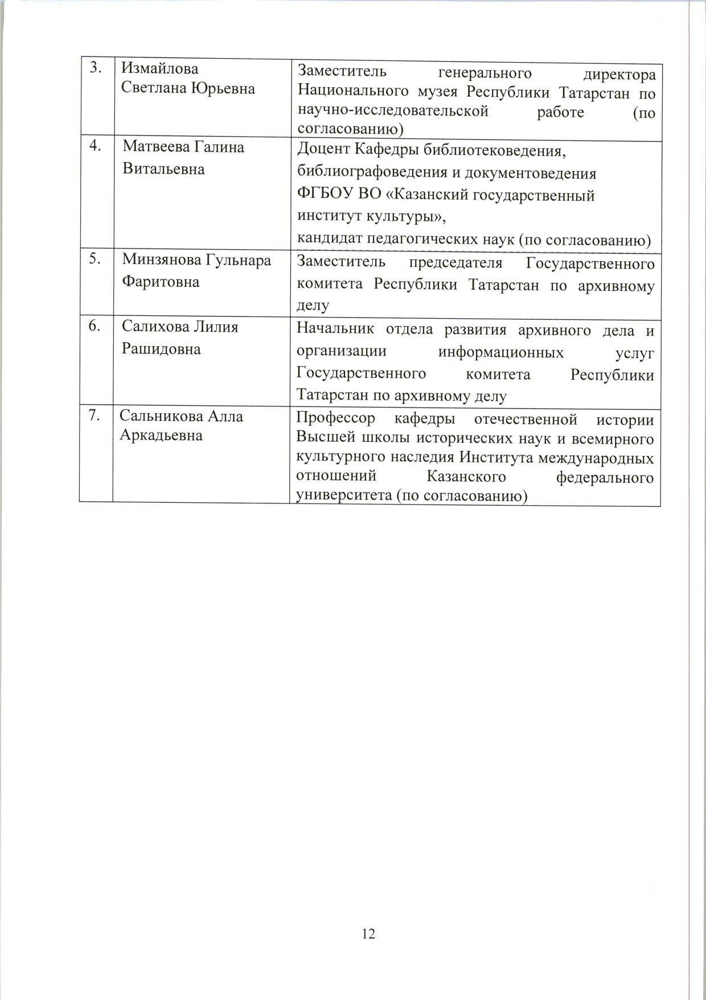 3.
Измайлова
Светлана Юрьевна
Заместитель генерального директора
Национального музея Республики Татарстан по
научно-исследовательской работе (по
согласованию)
4.
Матвеева Галина
Витальевна
Доцент Кафедры библиотековедения,
библиографоведения и документоведения
ФГБОУ ВО «Казанский государственный
институт культуры»,
кандидат педагогических наук (по согласованию)
5.
Минзянова Гульнара
Фаритовна
Заместитель председателя Государственного
комитета Республики Татарстан по архивному
делу
6.
Салихова Лилия
Рашидовна
Начальник отдела развития архивного дела и
организации информационных услуг
Государственного комитета Республики
Татарстан по архивному делу
7.
Сальникова Алла
Аркадьевна
Профессор кафедры отечественной истории
Высшей школы исторических наук и всемирного
культурного наследия Института международных
отношений Казанского федерального
университета (по согласованию)
12